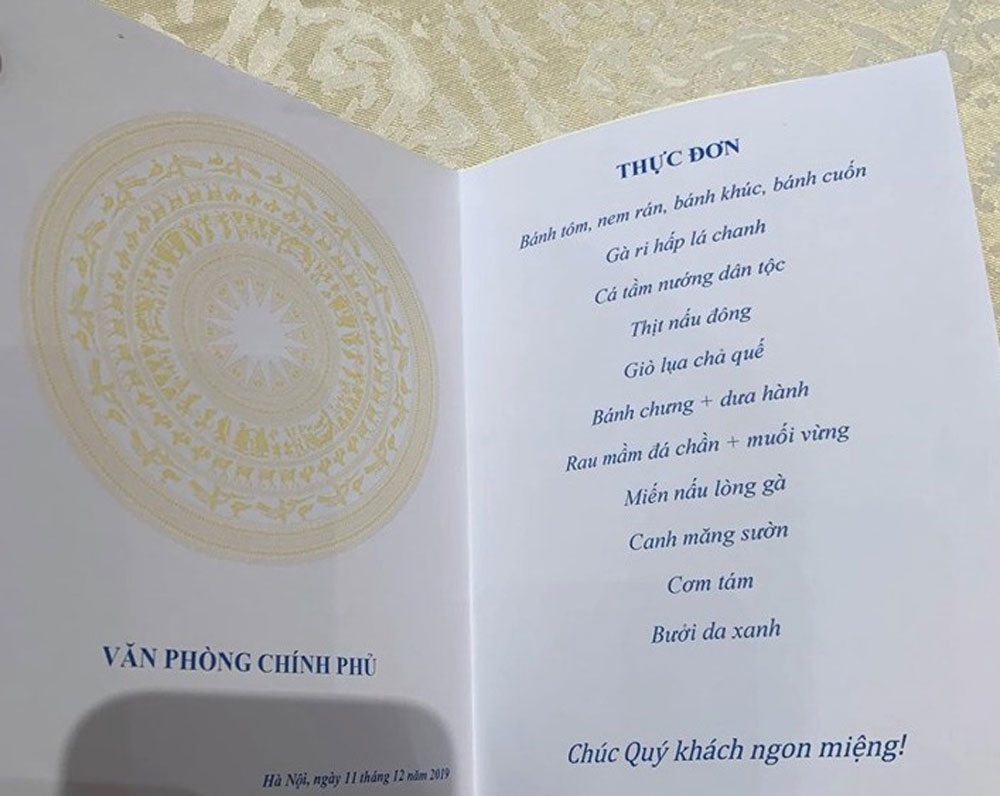 VĂN PHÒNG CHÍNH PHỦ
Hà Nội, ngày 11 tháng 12 năm 2019
THỰC ĐƠN
Bánh tôm, nem rán, bánh khúc, bánh cuốn
Gà ri hấp lá chanh
Cá tầm nướng dân tộc
Thịt nấu đông
Giò lụa chả quế
Bánh chưng + dưa hành
Rau mầm đá chần + muối vừng
Miến nấu lòng gà
Canh măng sườn
Cơm tám
Bưởi da xanh
Chúc Quý khách ngon miệng!